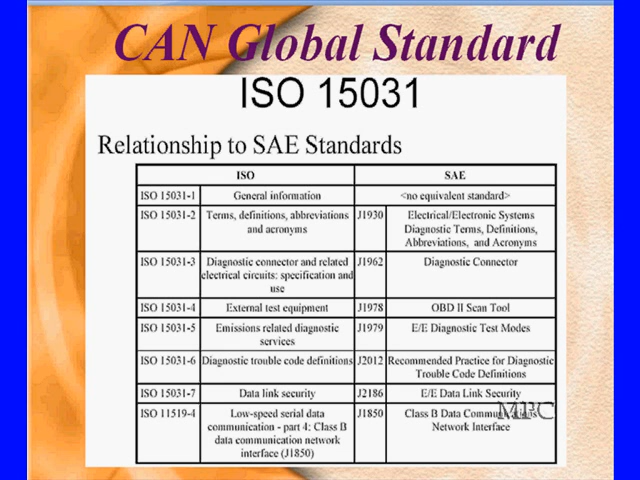 CAN Global Standard
ISO 15031
Relationship to SAE Standards
ISO SAE
ISO 15031-1 General information <no equivalent standard>
ISO 15031-2 Terms, definitions, abbreviations J1930 Electrical/Electronic Systems
and acronyms Diagnostic Terms, Definitions,
Abbreviations, and Acronyms
ISO 15031-3 Diagnostic connector and related J1962 Diagnostic Connector
electrical circuits: specification and
use
ISO 15031-4 External test equipment J1978 OBD II Scan Tool
ISO 15031-5 Emissions related diagnostic J1979 E/E Diagnostic Test Modes
services
ISO 15031-6 Diagnostic trouble code definitions J2012 Recommended Practice for Diagnostic
Trouble Code Definitions
ISO 15031-7 Data link security J2186 E/E Data Link Security
ISO 11519-4 Low-speed serial data J1850 Class B Data Communications
communication - part 4: Class B Network Interface
data communication network
interface (J1850)
MPC